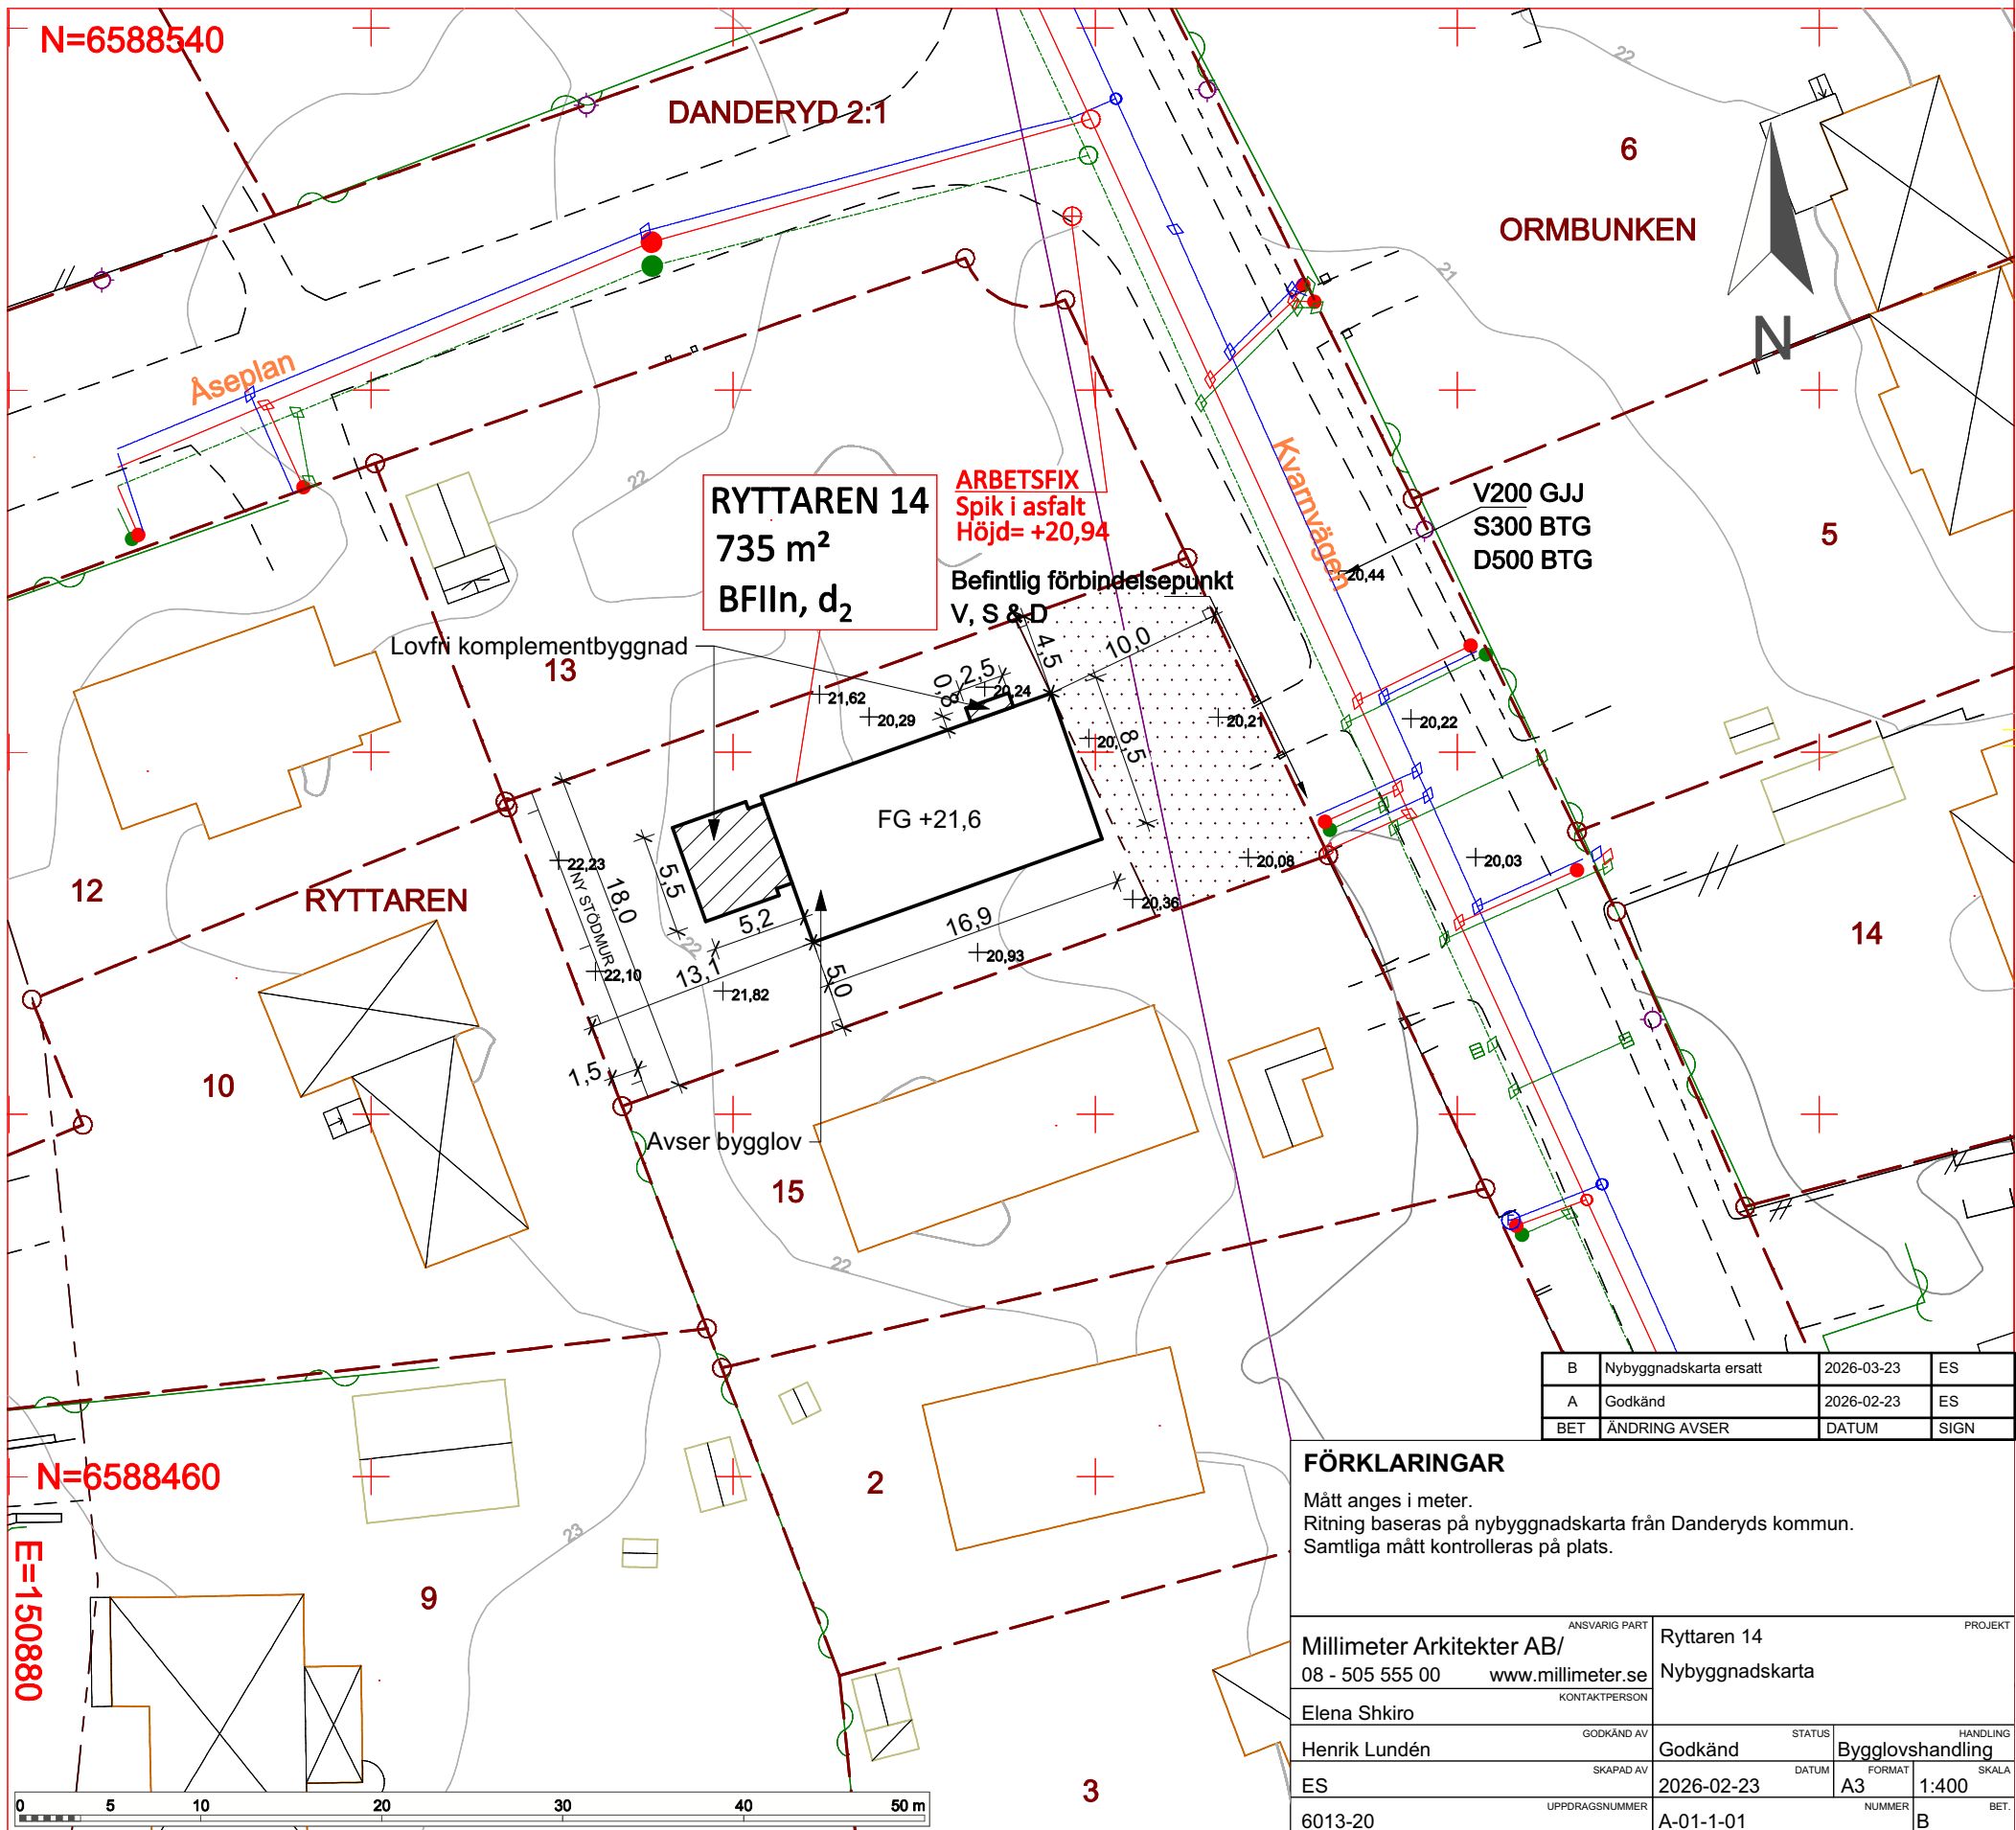 N=6588540
DANDERYD 2:1
22
6
ORMBUNKEN
21
N
Åseplan
22
RYTTAREN 14
735 m²
BFIIn, d₂
ARBETSFIX
Spik i asfalt
Höjd= +20,94
Kvarnvägen
V200 GJJ
S300 BTG
D500 BTG
5
20,44
Befintlig förbindelsepunkt
V, S & D
Lovfri komplementbyggnad
13
4,5
10,0
2,5
0,8
20,24
21,62
20,29
20,21
20,22
20,
8,5
FG +21,6
22,23
NY STÖDMUR
18,0
5,5
5,2
22
16,9
20,08
20,03
20,36
12
RYTTAREN
14
22,10
13,1
21,82
5,0
20,93
10
1,5
Avser bygglov
15
22
B Nybyggnadskarta ersatt 2026-03-23 ES
A Godkänd 2026-02-23 ES
BET ÄNDRING AVSER DATUM SIGN
N=6588460
E=150880
23
2
9
3
FÖRKLARINGAR
Mått anges i meter.
Ritning baseras på nybyggnadskarta från Danderyds kommun.
Samtliga mått kontrolleras på plats.
ANSVARIG PART
Millimeter Arkitekter AB/
08 - 505 555 00 www.millimeter.se
PROJEKT
Ryttaren 14
Nybyggnadskarta
KONTAKTPERSON
Elena Shkiro
GODKÄND AV
Henrik Lundén
STATUS
Godkänd
HANDLING
Bygglovshandling
SKAPAD AV
ES
DATUM
2026-02-23
FORMAT
A3
SKALA
1:400
UPPDRAGSNUMMER
6013-20
NUMMER
A-01-1-01
BET.
B
0 5 10 20 30 40 50 m